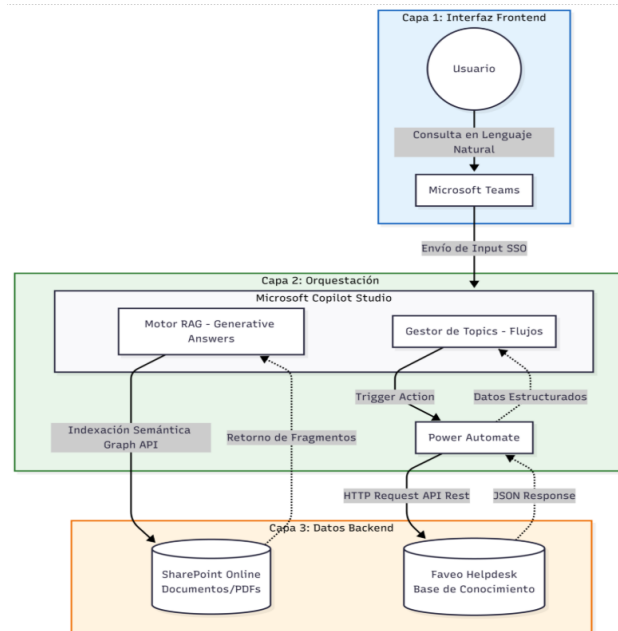 Capa 1: Interfaz Frontend
Usuario
Consulta en Lenguaje
Natural
Microsoft Teams
Envío de Input SSO
Capa 2: Orquestación
Microsoft Copilot Studio
Motor RAG - Generative
Answers
Gestor de Topics - Flujos
Trigger Action
Datos Estructurados
Indexación Semántica
Graph API
Retorno de Fragmentos
Power Automate
HTTP Request API Rest
JSON Response
Capa 3: Datos Backend
SharePoint Online
Documentos/PDFs
Faveo Helpdesk
Base de Conocimiento